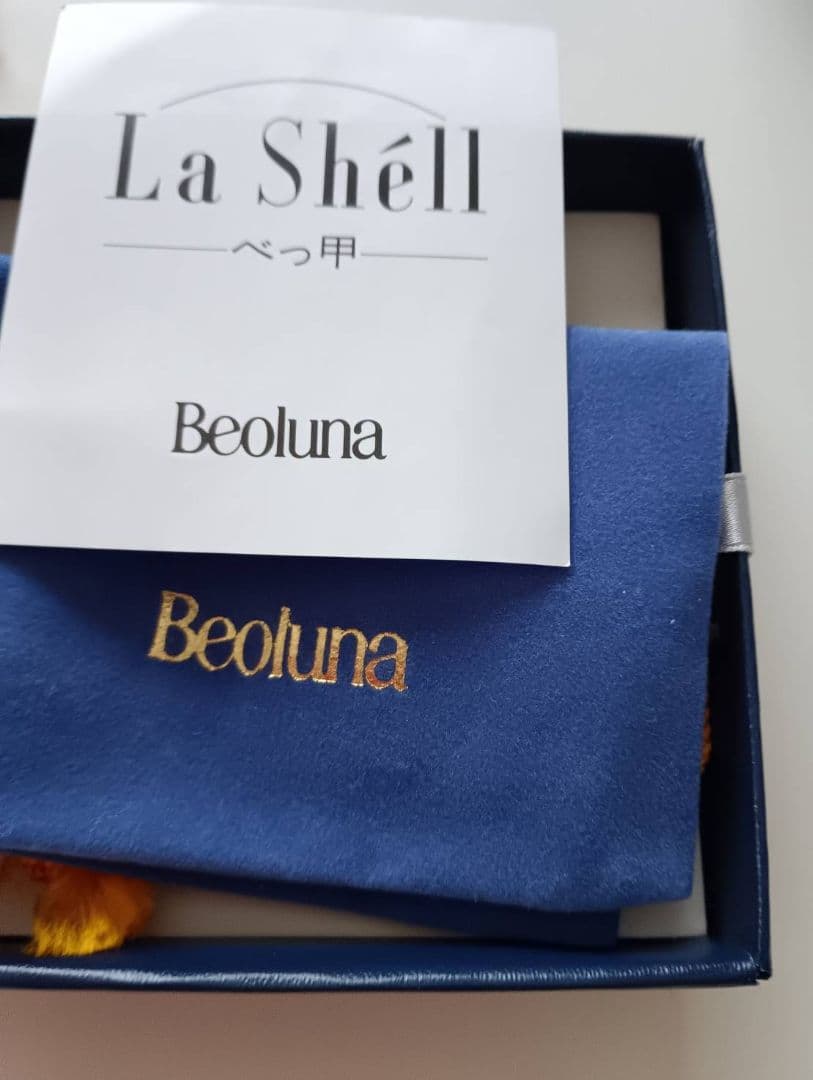 La Shéll
べっ甲
Beoluna
Beoluna